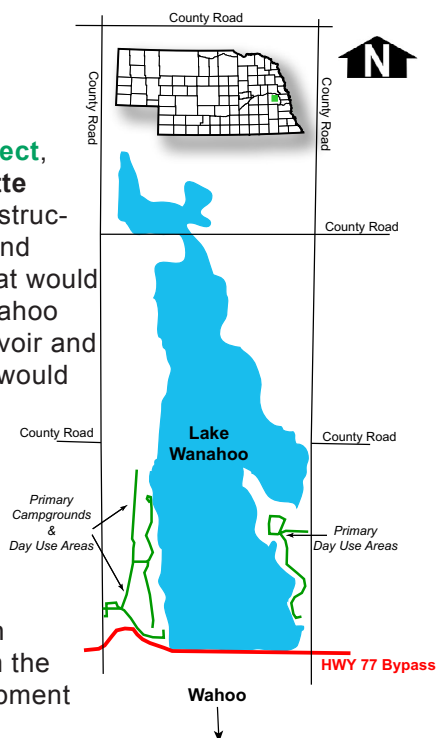 County Road
N
County Road
County Road
ect,
tte
struc-
nd
at would
ahoo
voir and
would
County Road
Lake
Wanahoo
County Road
County Road
Primary
Campgrounds
&
Day Use Areas
Primary
Day Use Areas
n
n the
opment
HWY 77 Bypass
Wahoo